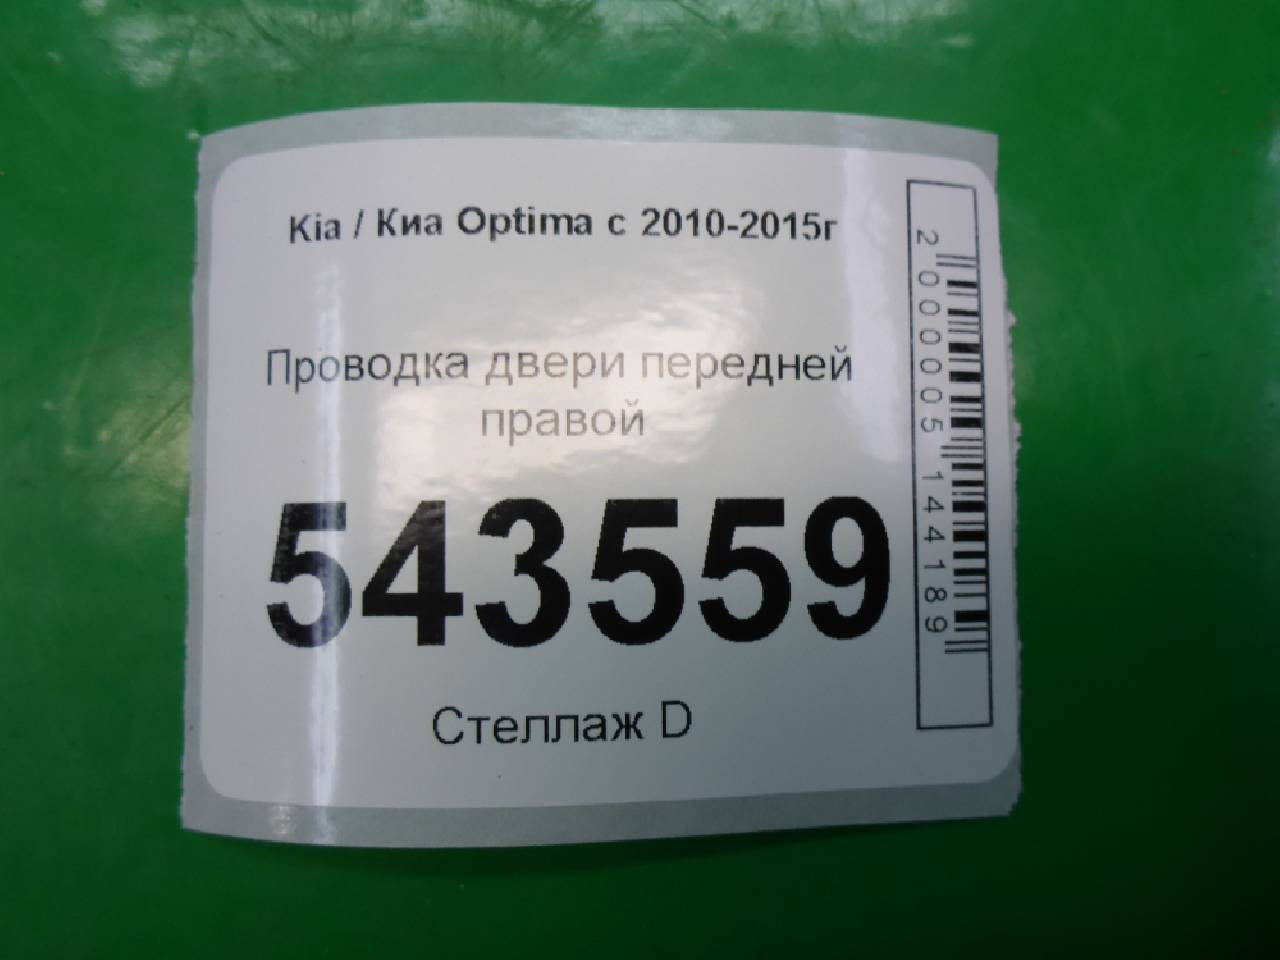 Kia / Киа Optima с 2010-2015г
Проводка двери передней
правой
543559
Стеллаж D
2000005144189